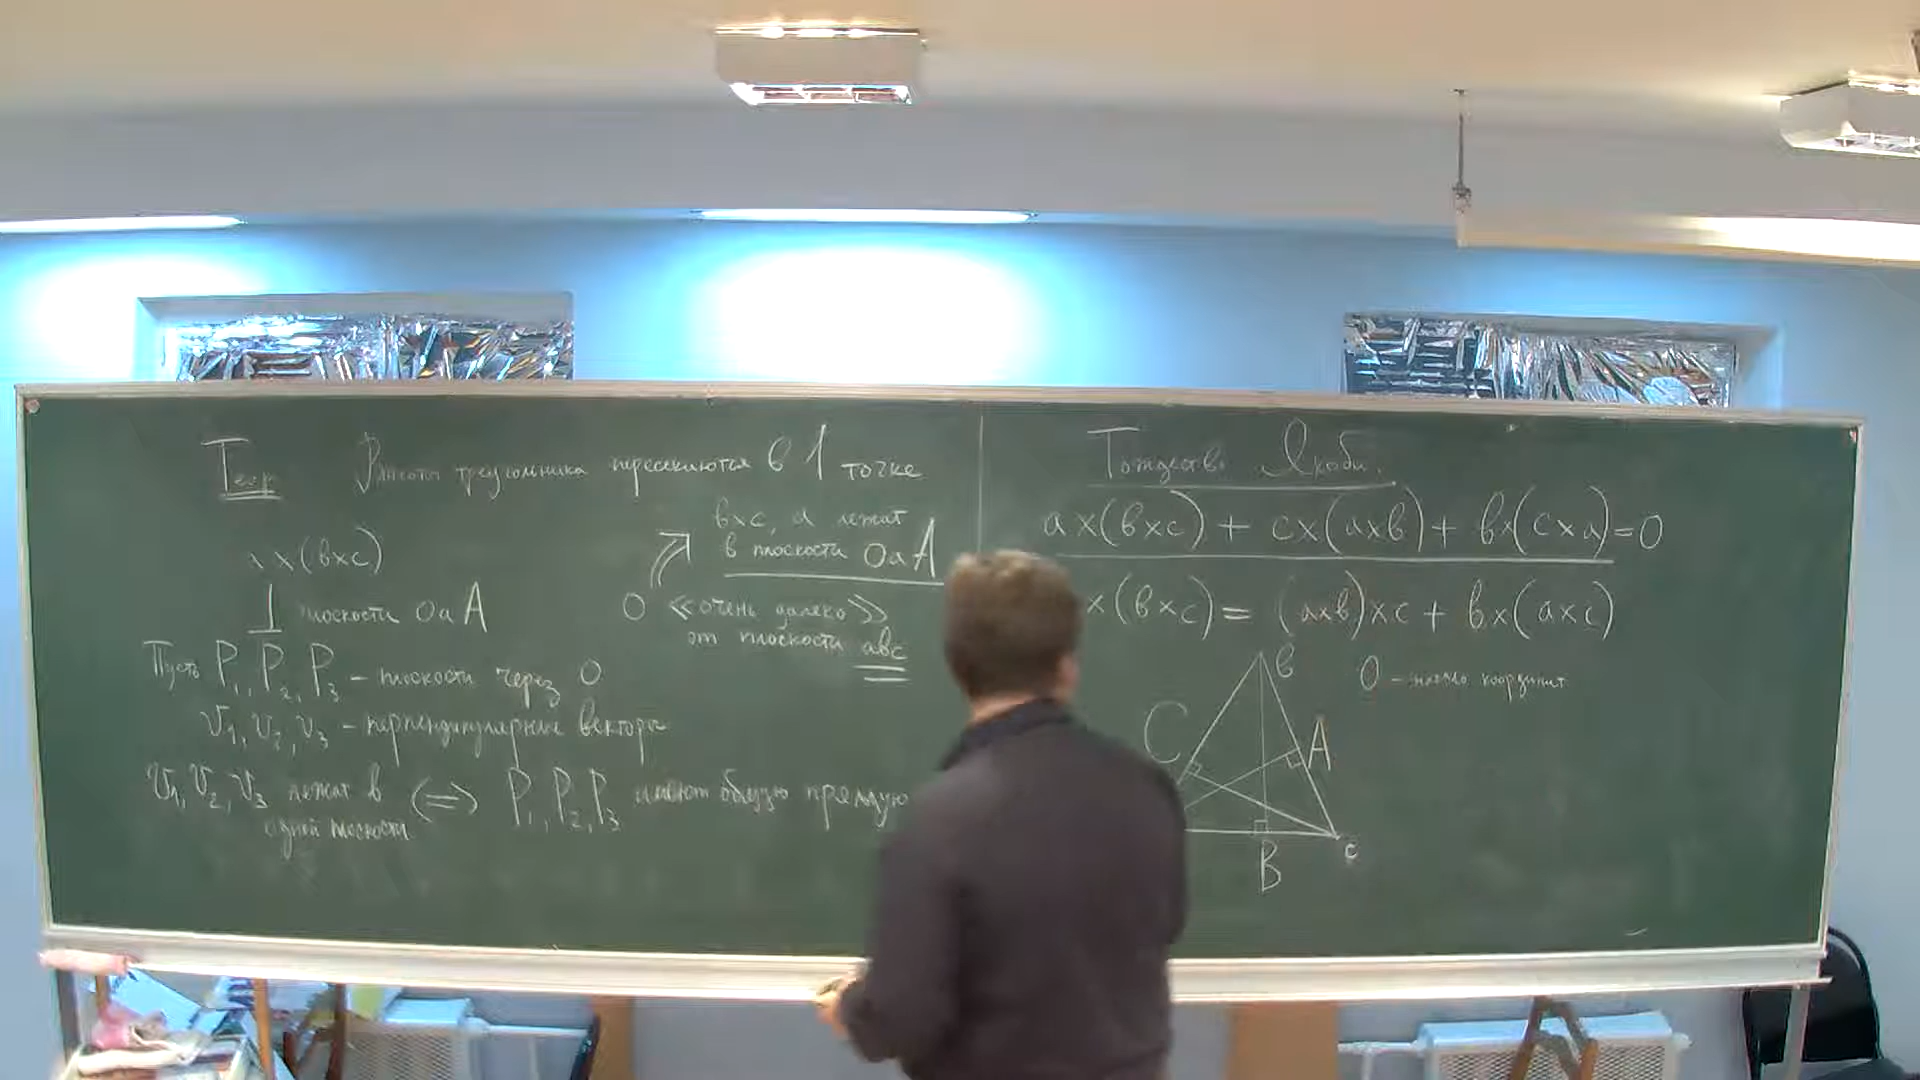 Теор Высоты треугольника пересекаются в 1 точке
a×(b×c)
⊥ плоскости OaA
b×c, a лежат
в плоскости OaA
O «очень далеко»
от плоскости abc
Пусть P₁, P₂, P₃ – плоскости через O
v₁, v₂, v₃ – перпендикулярные вектора
v₁, v₂, v₃ лежат в
одной плоскости
⟺ P₁, P₂, P₃ имеют общую прямую
Тождество Якоби.
a×(b×c) + c×(a×b) + b×(c×a) = 0
×(b×c) = (a×b)×c + b×(a×c)
O – начало координат
b
C
A
B
c